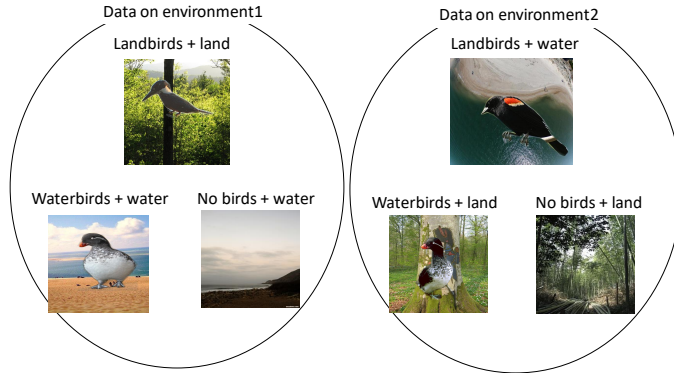 Data on environment1
Landbirds + land
Waterbirds + water
No birds + water
Data on environment2
Landbirds + water
Waterbirds + land
No birds + land